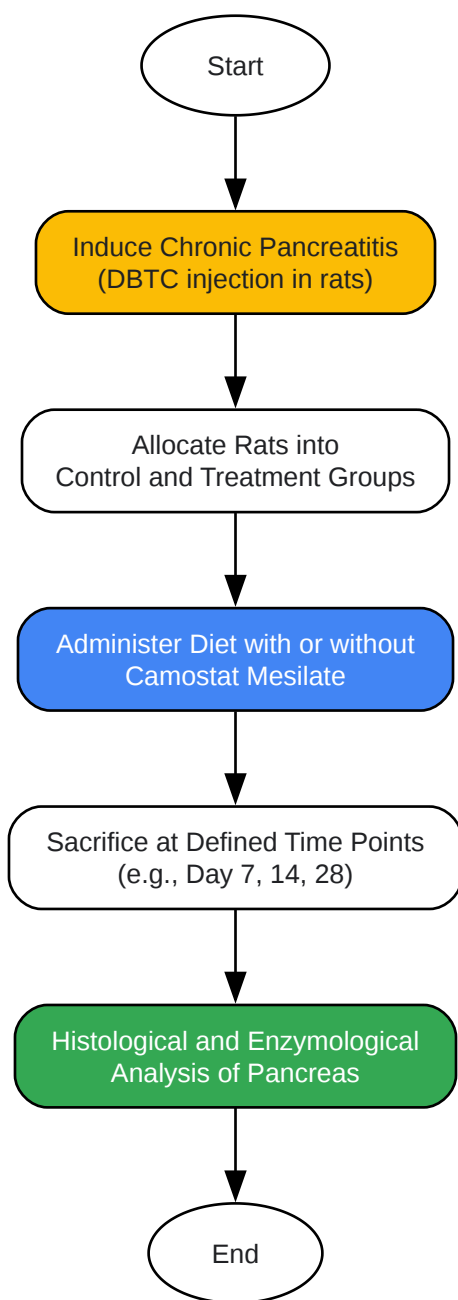 Start
Induce Chronic Pancreatitis
(DBTC injection in rats)
Allocate Rats into
Control and Treatment Groups
Administer Diet with or without
Camostat Mesilate
Sacrifice at Defined Time Points
(e.g., Day 7, 14, 28)
Histological and Enzymological
Analysis of Pancreas
End